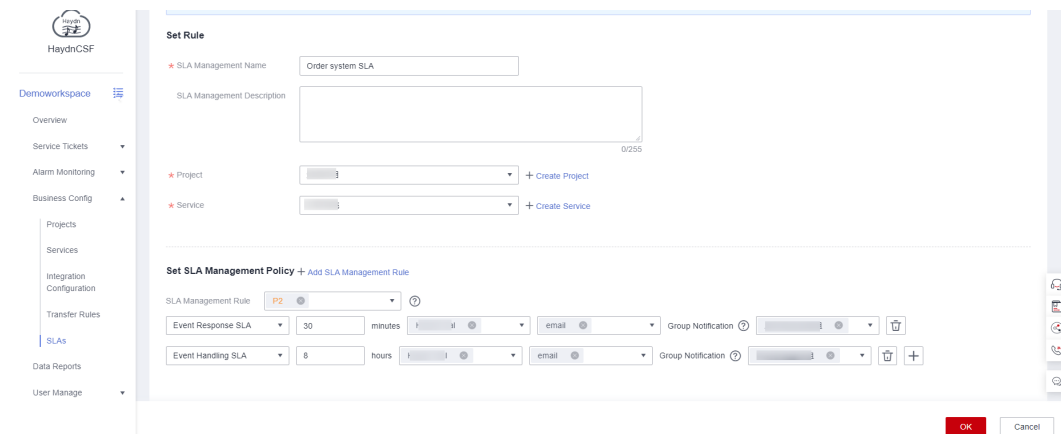 Haydn
HaydnCSF
Demoworkspace
Overview
Service Tickets
Alarm Monitoring
Business Config
Projects
Services
Integration
Configuration
Transfer Rules
SLAs
Data Reports
User Manage
Set Rule
* SLA Management Name Order system SLA
SLA Management Description
0/255
* Project + Create Project
* Service + Create Service
Set SLA Management Policy + Add SLA Management Rule
SLA Management Rule P2
Event Response SLA 30 minutes email Group Notification
Event Handling SLA 8 hours email Group Notification
OK Cancel